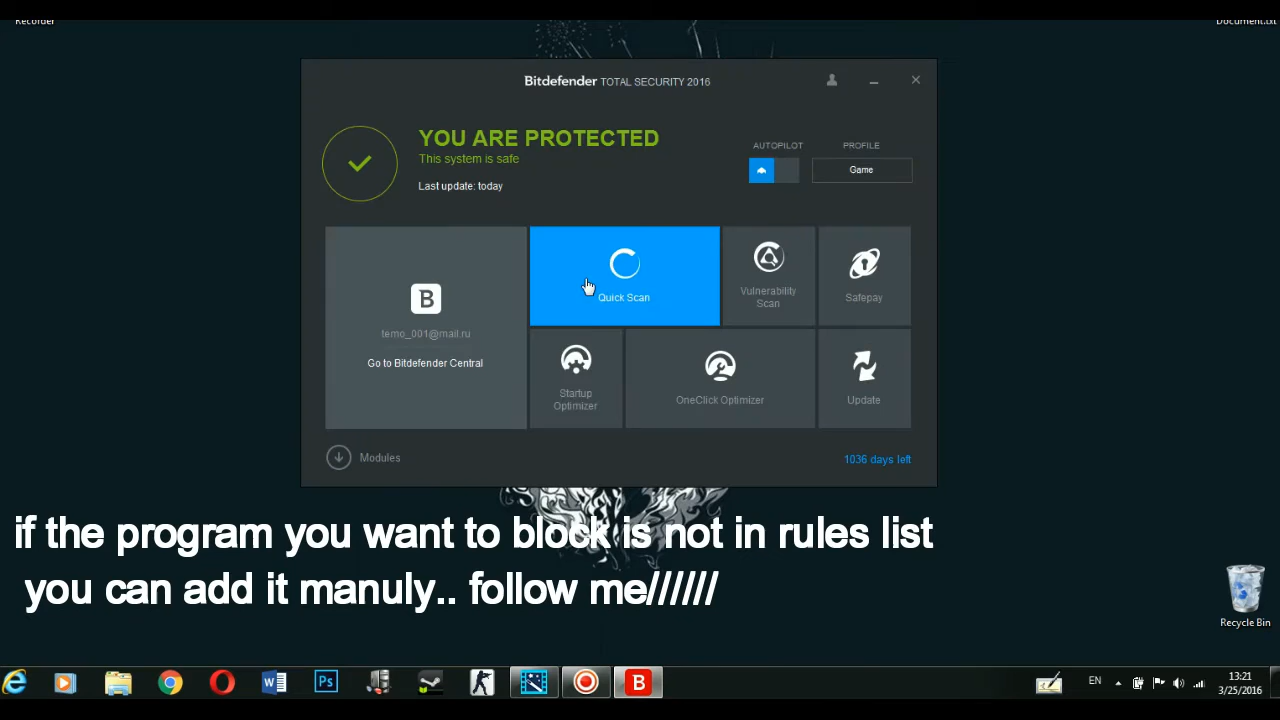 Recorder
Document.txt
Bitdefender TOTAL SECURITY 2016
YOU ARE PROTECTED
This system is safe
Last update: today
AUTOPILOT
PROFILE
Game
B
temo_001@mail.ru
Go to Bitdefender Central
Quick Scan
Vulnerability
Scan
Safepay
Startup
Optimizer
OneClick Optimizer
Update
Modules
1036 days left
if the program you want to block is not in rules list
you can add it manuly.. follow me//////
Recycle Bin
W
Ps
B
EN
13:21
3/25/2016